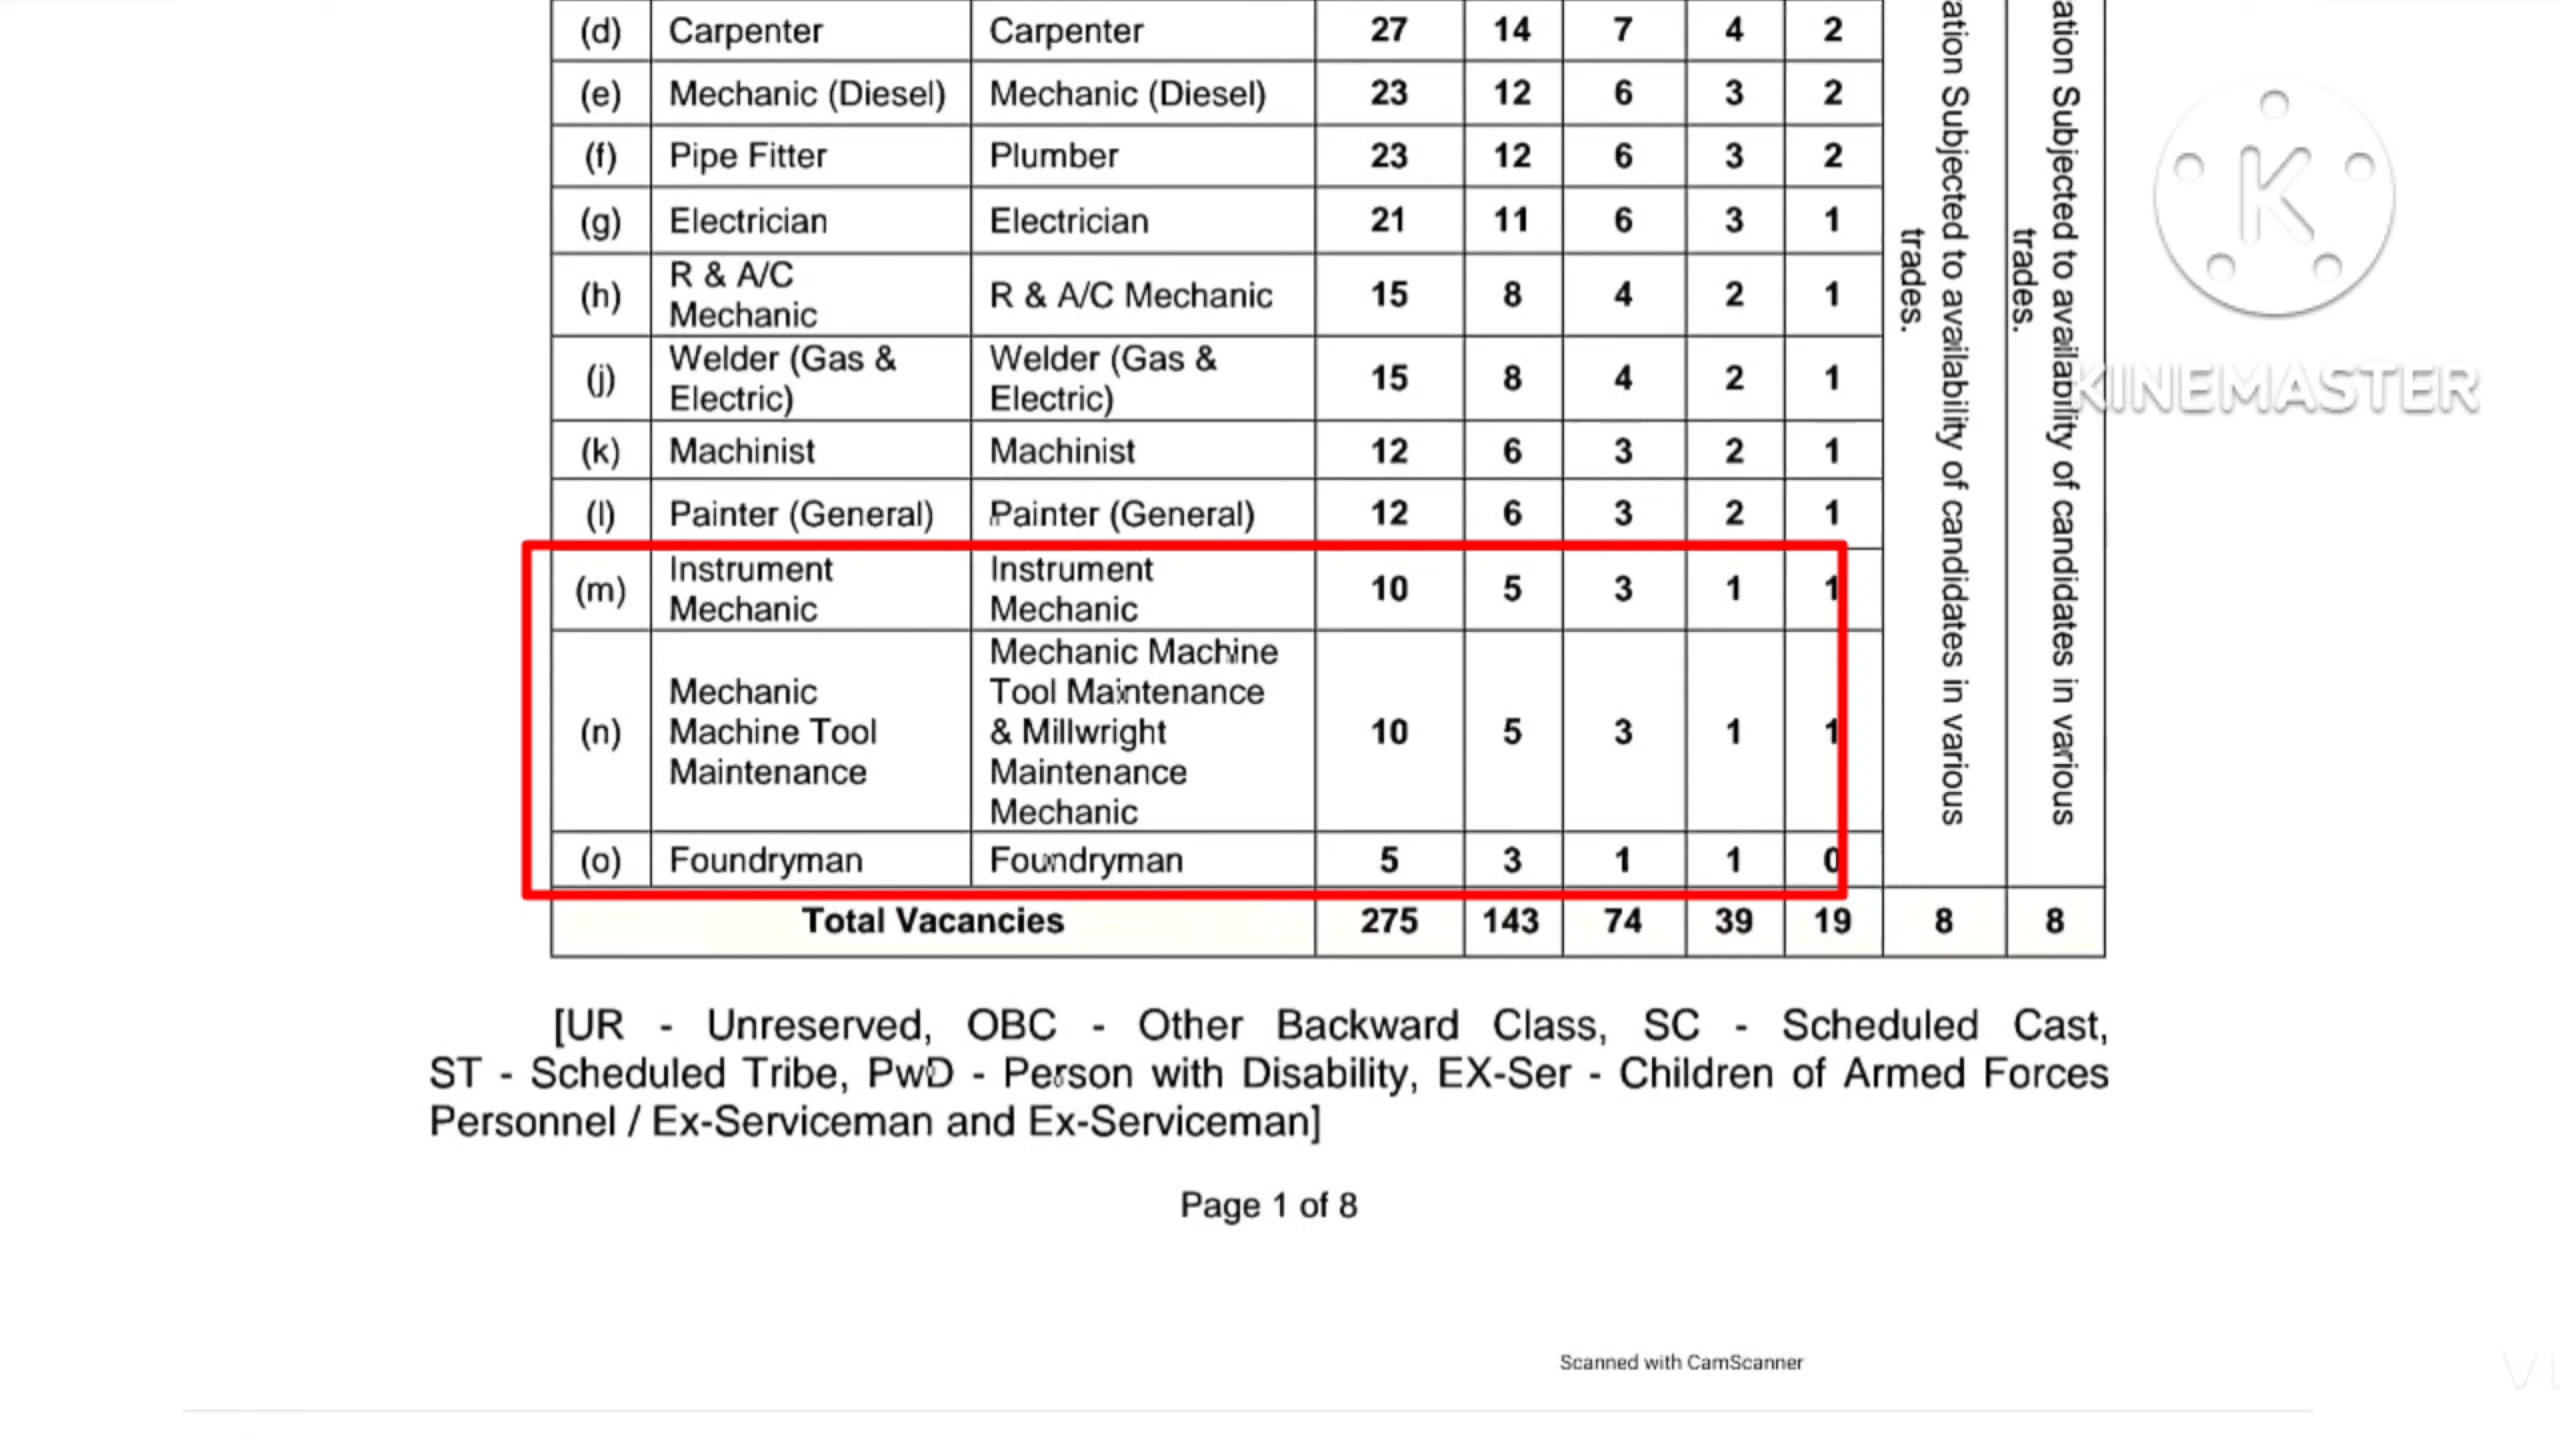 (d) Carpenter Carpenter 27 14 7 4 2
(e) Mechanic (Diesel) Mechanic (Diesel) 23 12 6 3 2
(f) Pipe Fitter Plumber 23 12 6 3 2
(g) Electrician Electrician 21 11 6 3 1
(h) R & A/C Mechanic R & A/C Mechanic 15 8 4 2 1
(j) Welder (Gas & Electric) Welder (Gas & Electric) 15 8 4 2 1
(k) Machinist Machinist 12 6 3 2 1
(l) Painter (General) Painter (General) 12 6 3 2 1
(m) Instrument Mechanic Instrument Mechanic 10 5 3 1 1
(n) Mechanic Machine Tool Maintenance Mechanic Machine Tool Maintenance & Millwright Maintenance Mechanic 10 5 3 1 1
(o) Foundryman Foundryman 5 3 1 1 0
ation Subjected to availability of candidates in various
trades.
ation Subjected to availability of candidates in various
trades.
Total Vacancies 275 143 74 39 19 8 8
[UR - Unreserved, OBC - Other Backward Class, SC - Scheduled Cast,
ST - Scheduled Tribe, PwD - Person with Disability, EX-Ser - Children of Armed Forces
Personnel / Ex-Serviceman and Ex-Serviceman]
Page 1 of 8
Scanned with CamScanner
K
KINEMASTER